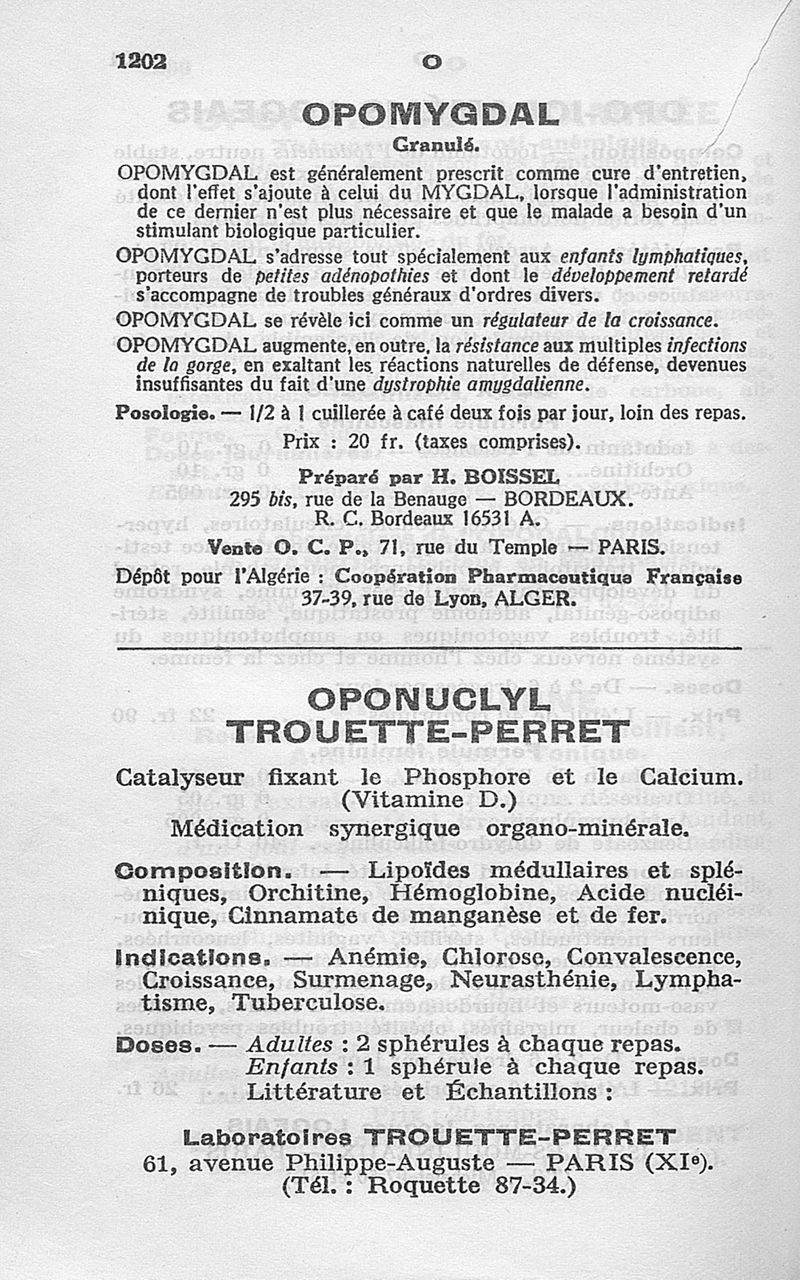 1202
O
OPOMYGDAL
Granulé.
OPOMYGDAL est généralement prescrit comme cure d'entretien,
dont l'effet s'ajoute à celui du MYGDAL, lorsque l'administration
de ce dernier n'est plus nécessaire et que le malade a besoin d'un
stimulant biologique particulier.
OPOMYGDAL s'adresse tout spécialement aux enfants lymphatiques,
porteurs de petites adénopathies et dont le développement retardé
s'accompagne de troubles généraux d'ordres divers.
OPOMYGDAL se révèle ici comme un régulateur de la croissance.
OPOMYGDAL augmente, en outre, la résistance aux multiples infections
de la gorge, en exaltant les réactions naturelles de défense, devenues
insuffisantes du fait d'une dystrophie amygdalienne.
Posologie. — 1/2 à 1 cuillerée à café deux fois par jour, loin des repas.
Prix : 20 fr. (taxes comprises).
Préparé par H. BOISSEL
295 bis, rue de la Benauge — BORDEAUX.
R. C. Bordeaux 16531 A.
Vente O. C. P., 71, rue du Temple — PARIS.
Dépôt pour l'Algérie : Coopération Pharmaceutique Française
37-39, rue de Lyon, ALGER.
OPONUCLYL
TROUETTE-PERRET
Catalyseur fixant le Phosphore et le Calcium.
(Vitamine D.)
Médication synergique organo-minérale.
Composition. — Lipoïdes médullaires et splé-
niques, Orchitine, Hémoglobine, Acide nucléi-
nique, Cinnamate de manganèse et de fer.
Indications. — Anémie, Chlorose, Convalescence,
Croissance, Surmenage, Neurasthénie, Lympha-
tisme, Tuberculose.
Doses. — Adultes : 2 sphérules à chaque repas.
Enfants : 1 sphérule à chaque repas.
Littérature et Échantillons :
Laboratoires TROUETTE-PERRET
61, avenue Philippe-Auguste — PARIS (XIe).
(Tél. : Roquette 87-34.)